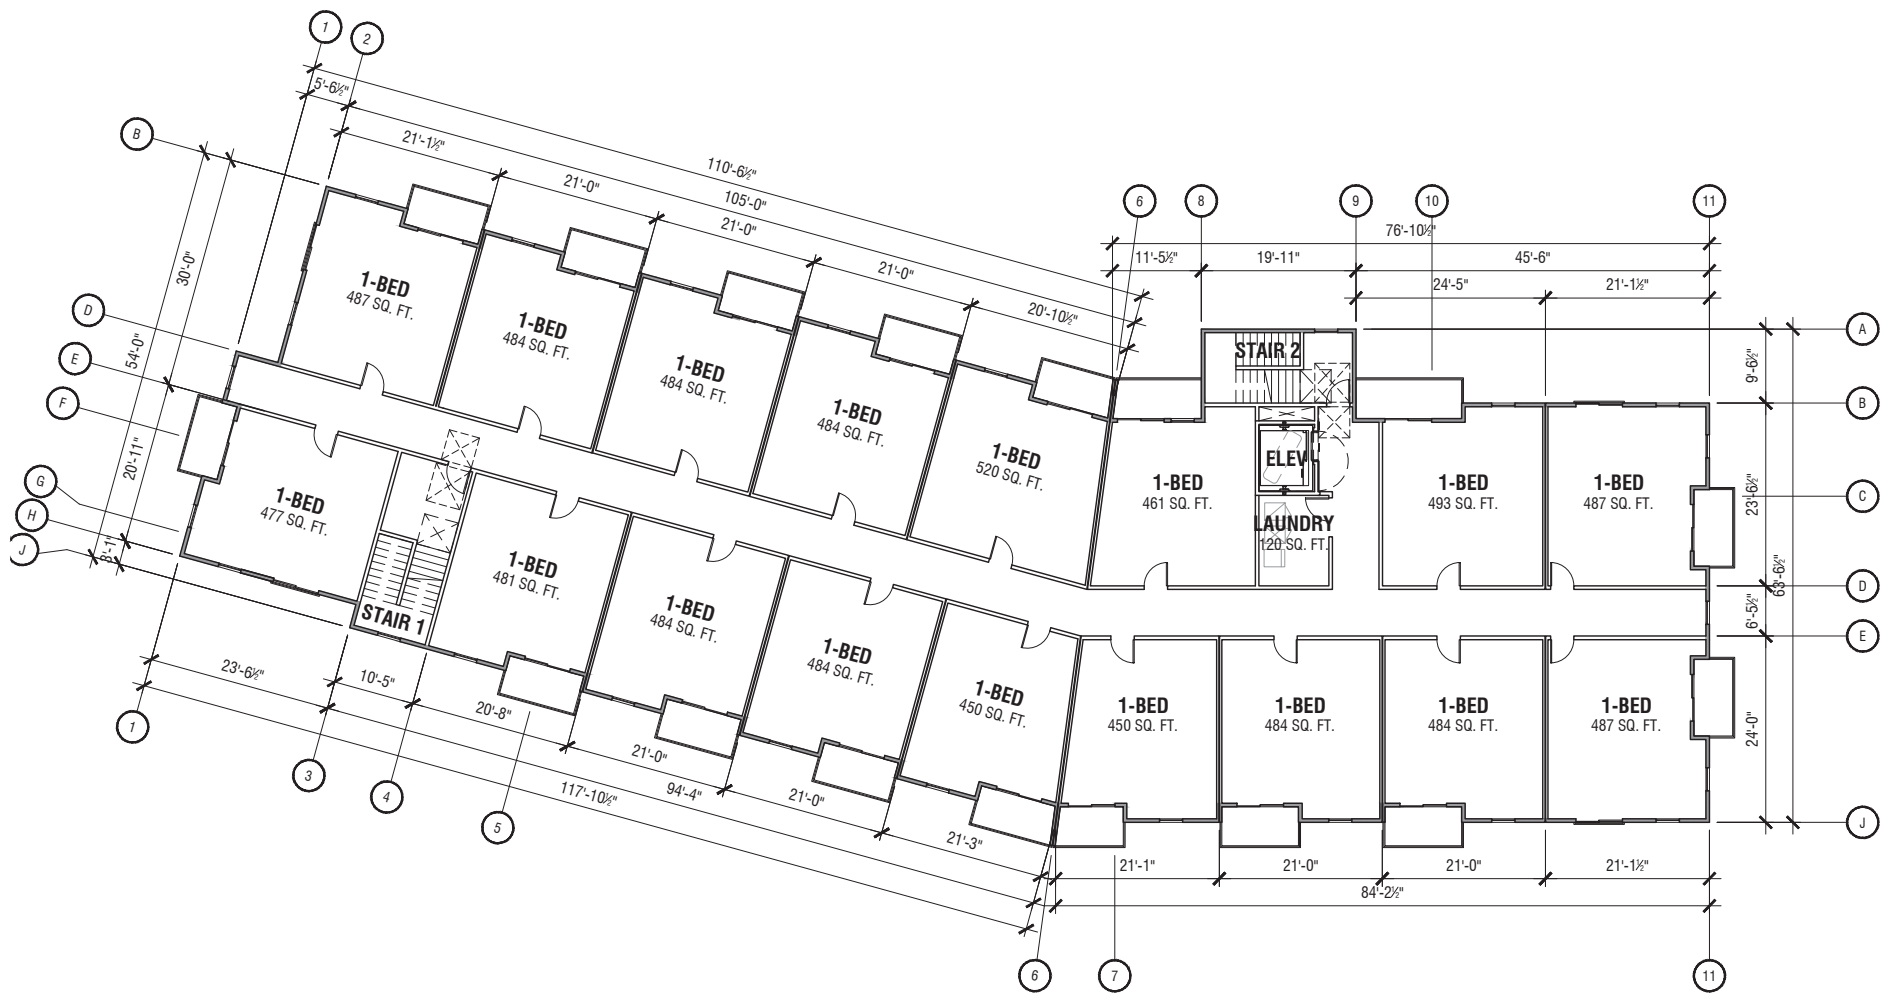 1
2
5'-6½"
B
21'-1½"
110'-6½"
21'-0"
105'-0"
21'-0"
21'-0"
20'-10½"
30'-0"
54'-0"
20'-11"
3'-1"
D
E
F
G
H
J
6
8
9
10
11
76'-10½"
11'-5½"
19'-11"
45'-6"
24'-5"
21'-1½"
1-BED
487 SQ. FT.
1-BED
484 SQ. FT.
1-BED
484 SQ. FT.
1-BED
484 SQ. FT.
1-BED
520 SQ. FT.
STAIR 2
ELEV
1-BED
461 SQ. FT.
LAUNDRY
120 SQ. FT.
1-BED
493 SQ. FT.
1-BED
487 SQ. FT.
A
9'-6½"
B
23'-6½"
C
63'-6½"
D
6'-5½"
E
24'-0"
J
1-BED
477 SQ. FT.
STAIR 1
1-BED
481 SQ. FT.
1-BED
484 SQ. FT.
1-BED
484 SQ. FT.
1-BED
450 SQ. FT.
1-BED
450 SQ. FT.
1-BED
484 SQ. FT.
1-BED
484 SQ. FT.
1-BED
487 SQ. FT.
23'-6½"
10'-5"
20'-8"
21'-0"
94'-4"
117'-10½"
21'-0"
21'-3"
21'-1"
21'-0"
21'-0"
21'-1½"
84'-2½"
1
3
4
5
6
7
11